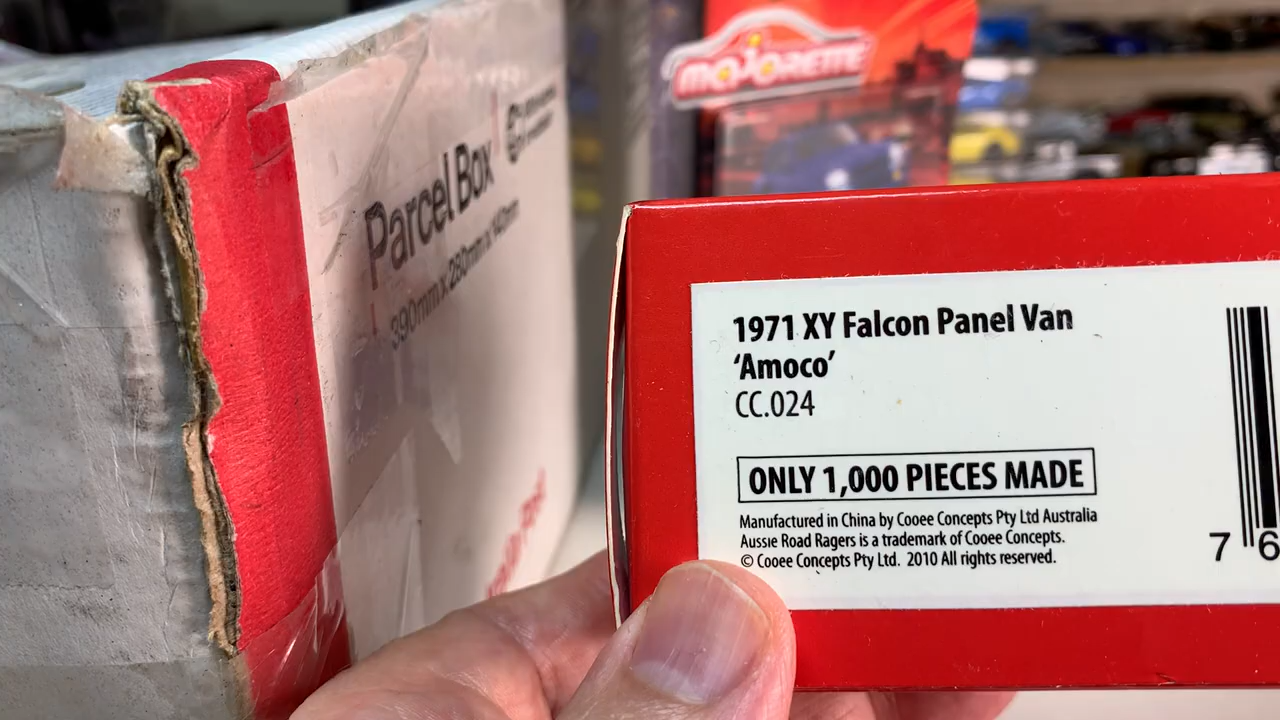 majorette
Parcel Box
390mm x 280mm x 140mm
1971 XY Falcon Panel Van
‘Amoco’
CC.024
ONLY 1,000 PIECES MADE
Manufactured in China by Cooee Concepts Pty Ltd Australia
Aussie Road Ragers is a trademark of Cooee Concepts.
© Cooee Concepts Pty Ltd. 2010 All rights reserved.
7 6